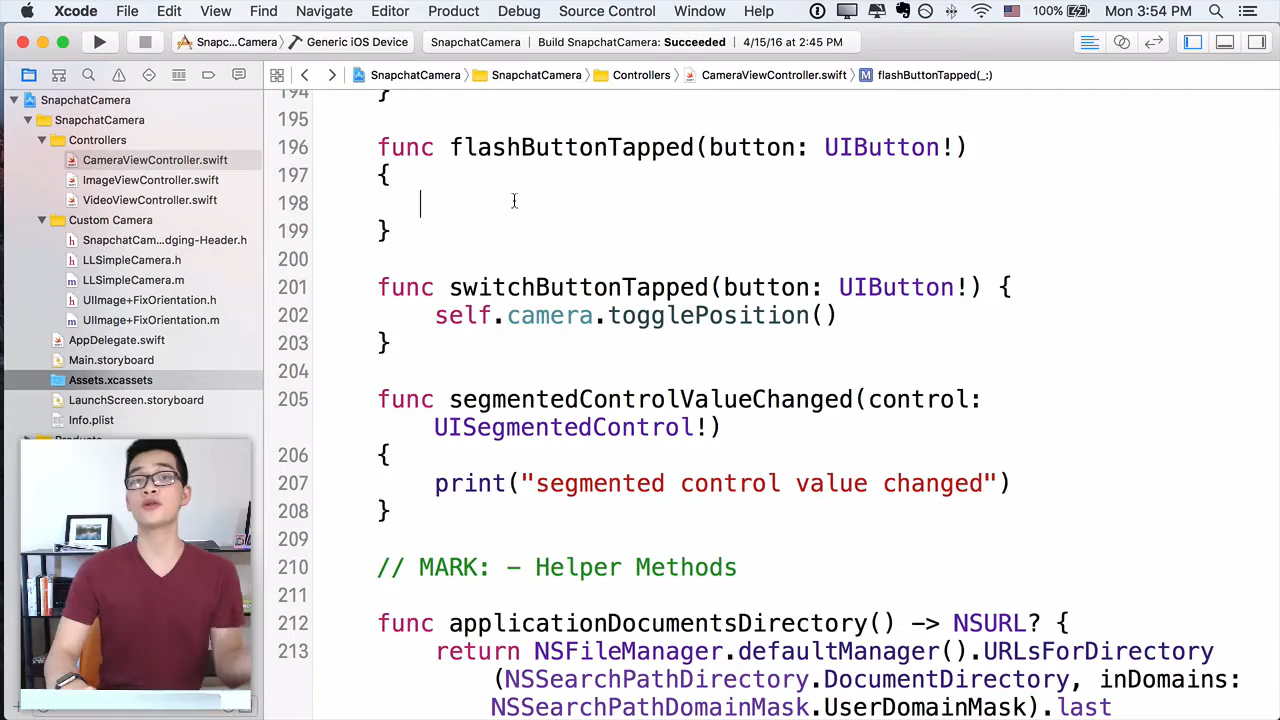 Xcode File Edit View Find Navigate Editor Product Debug Source Control Window Help 100% Mon 3:54 PM
Snapc...Camera Generic iOS Device SnapchatCamera Build SnapchatCamera: Succeeded 4/15/16 at 2:45 PM
SnapchatCamera SnapchatCamera Controllers CameraViewController.swift M flashButtonTapped(_:)
SnapchatCamera
SnapchatCamera
Controllers
CameraViewController.swift
ImageViewController.swift
VideoViewController.swift
Custom Camera
h SnapchatCam...dging-Header.h
h LLSimpleCamera.h
m LLSimpleCamera.m
h UIImage+FixOrientation.h
m UIImage+FixOrientation.m
AppDelegate.swift
Main.storyboard
Assets.xcassets
LaunchScreen.storyboard
Info.plist
194 }
195
196 func flashButtonTapped(button: UIButton!)
197 {
198
199 }
200
201 func switchButtonTapped(button: UIButton!) {
202 self.camera.togglePosition()
203 }
204
205 func segmentedControlValueChanged(control:
UISegmentedControl!)
206 {
207 print("segmented control value changed")
208 }
209
210 // MARK: - Helper Methods
211
212 func applicationDocumentsDirectory() -> NSURL? {
213 return NSFileManager.defaultManager().URLsForDirectory
(NSSearchPathDirectory.DocumentDirectory, inDomains:
NSSearchPathDomainMask.UserDomainMask).last